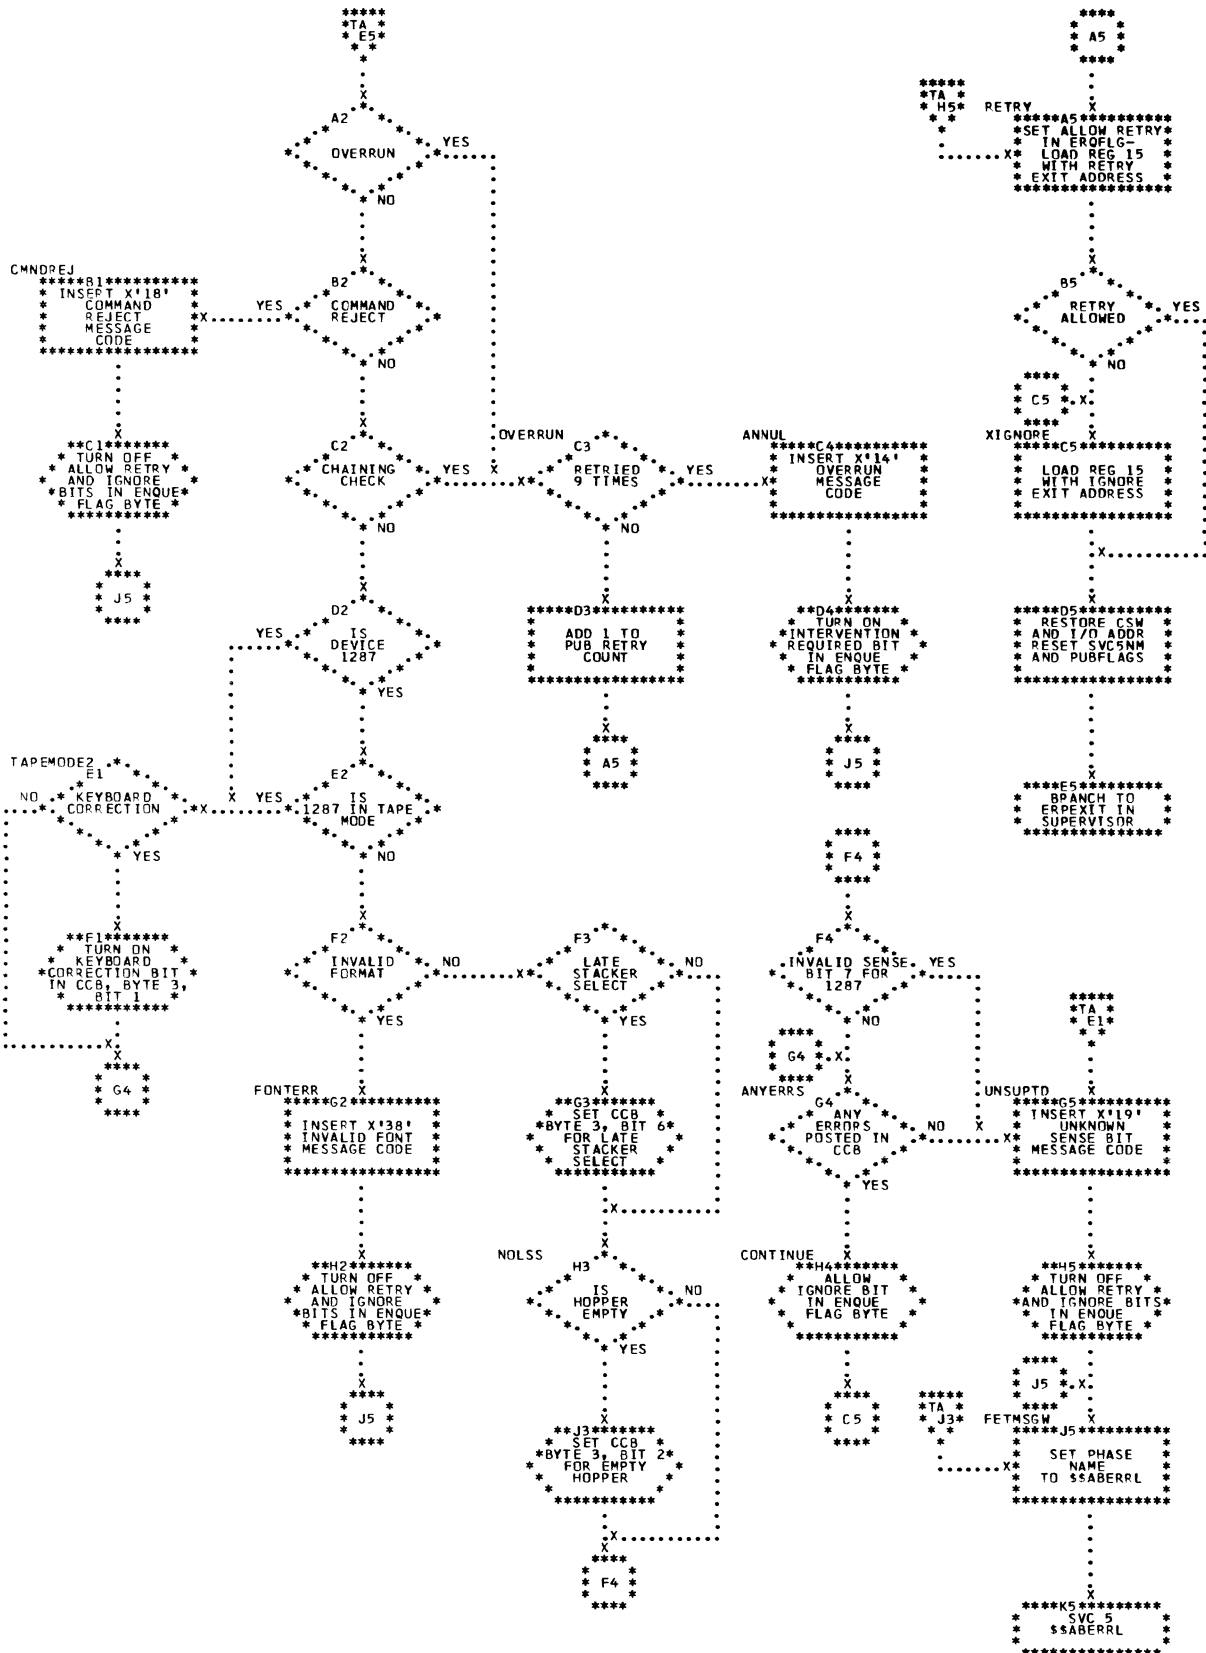 TA
E5
A5
TA
H5
RETRY
A2
OVERRUN
YES
NO
A5
SET ALLOW RETRY
IN ERQFLG-
LOAD REG 15
WITH RETRY
EXIT ADDRESS
CMNDREJ
B1
INSERT X'18'
COMMAND
REJECT
MESSAGE
CODE
YES
B2
COMMAND
REJECT
NO
B5
RETRY
ALLOWED
YES
NO
C5
C1
TURN OFF
ALLOW RETRY
AND IGNORE
BITS IN ENQUE
FLAG BYTE
C2
CHAINING
CHECK
YES
NO
OVERRUN
C3
RETRIED
9 TIMES
YES
NO
ANNUL
C4
INSERT X'14'
OVERRUN
MESSAGE
CODE
XIGNORE
C5
LOAD REG 15
WITH IGNORE
EXIT ADDRESS
J5
D2
IS
DEVICE
1287
YES
YES
D3
ADD 1 TO
PUB RETRY
COUNT
D4
TURN ON
INTERVENTION
REQUIRED BIT
IN ENQUE
FLAG BYTE
D5
RESTORE CSW
AND I/O ADDR
RESET SVC5NM
AND PUBFLAGS
A5
J5
TAPEMODE2
E1
KEYBOARD
CORRECTION
NO
YES
YES
E2
IS
1287 IN TAPE
MODE
NO
E5
BRANCH TO
ERPEXIT IN
SUPERVISOR
F4
F1
TURN ON
KEYBOARD
CORRECTION BIT
IN CCB, BYTE 3,
BIT 1
F2
INVALID
FORMAT
NO
YES
F3
LATE
STACKER
SELECT
NO
YES
F4
INVALID SENSE
BIT 7 FOR
1287
YES
NO
TA
E1
G4
G4
FONTERR
G2
INSERT X'38'
INVALID FONT
MESSAGE CODE
G3
SET CCB
BYTE 3, BIT 6
FOR LATE
STACKER
SELECT
ANYERRS
G4
ANY
ERRORS
POSTED IN
CCB
NO
YES
UNSUPTD
G5
INSERT X'19'
UNKNOWN
SENSE BIT
MESSAGE CODE
H2
TURN OFF
ALLOW RETRY
AND IGNORE
BITS IN ENQUE
FLAG BYTE
NOLSS
H3
IS
HOPPER
EMPTY
NO
YES
CONTINUE
H4
ALLOW
IGNORE BIT
IN ENQUE
FLAG BYTE
H5
TURN OFF
ALLOW RETRY
AND IGNORE BITS
IN ENQUE
FLAG BYTE
J5
J5
C5
TA
J3
FETMSGW
J3
SET CCB
BYTE 3, BIT 2
FOR EMPTY
HOPPER
J5
SET PHASE
NAME
TO $$ABERRL
F4
K5
SVC 5
$$ABERRL